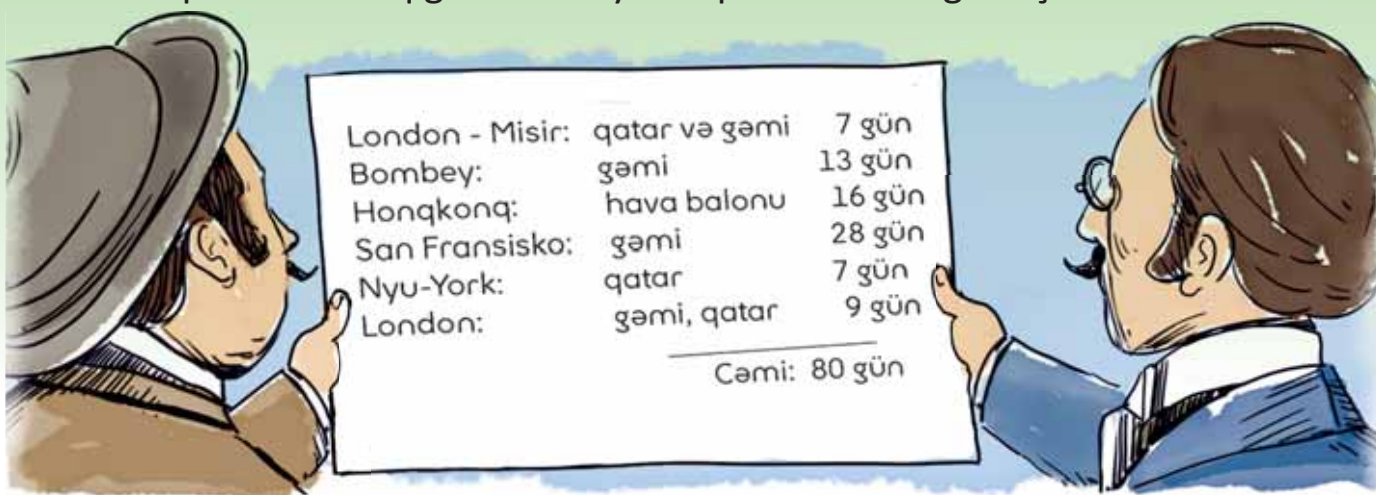 London - Misir: qatar və gəmi 7 gün
Bombey: gəmi 13 gün
Honqkonq: hava balonu 16 gün
San Fransisko: gəmi 28 gün
Nyu-York: qatar 7 gün
London: gəmi, qatar 9 gün
Cəmi: 80 gün